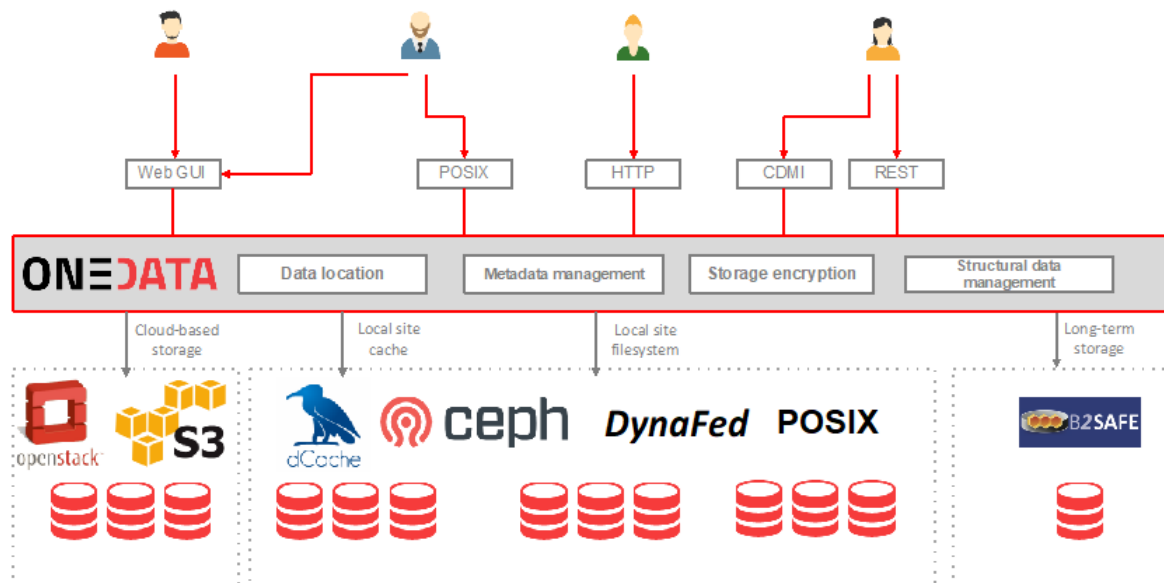 Web GUI
POSIX
HTTP
CDMI
REST
ONEDATA
Data location
Metadata management
Storage encryption
Structural data
management
Cloud-based
storage
Local site
cache
Local site
filesystem
Long-term
storage
openstack
S3
dCache
ceph
DynaFed
POSIX
B2SAFE